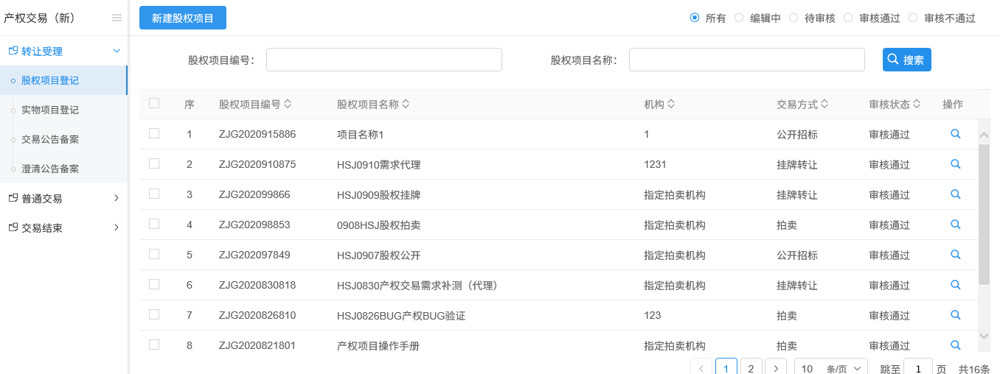 产权交易（新）
转让受理
股权项目登记
实物项目登记
交易公告备案
澄清公告备案
普通交易
交易结束
新建股权项目
所有 编辑中 待审核 审核通过 审核不通过
股权项目编号： 股权项目名称： 搜索
序 股权项目编号 股权项目名称 机构 交易方式 审核状态 操作
1 ZJG2020915886 项目名称1 1 公开招标 审核通过
2 ZJG2020910875 HSJ0910需求代理 1231 挂牌转让 审核通过
3 ZJG202099866 HSJ0909股权挂牌 指定拍卖机构 挂牌转让 审核通过
4 ZJG202098853 0908HSJ股权拍卖 指定拍卖机构 拍卖 审核通过
5 ZJG202097849 HSJ0907股权公开 指定拍卖机构 公开招标 审核通过
6 ZJG2020830818 HSJ0830产权交易需求补测（代理） 指定拍卖机构 挂牌转让 审核通过
7 ZJG2020826810 HSJ0826BUG产权BUG验证 123 拍卖 审核通过
8 ZJG2020821801 产权项目操作手册 指定拍卖机构 拍卖 审核通过
1 2 10 条/页 跳至 1 页 共16条